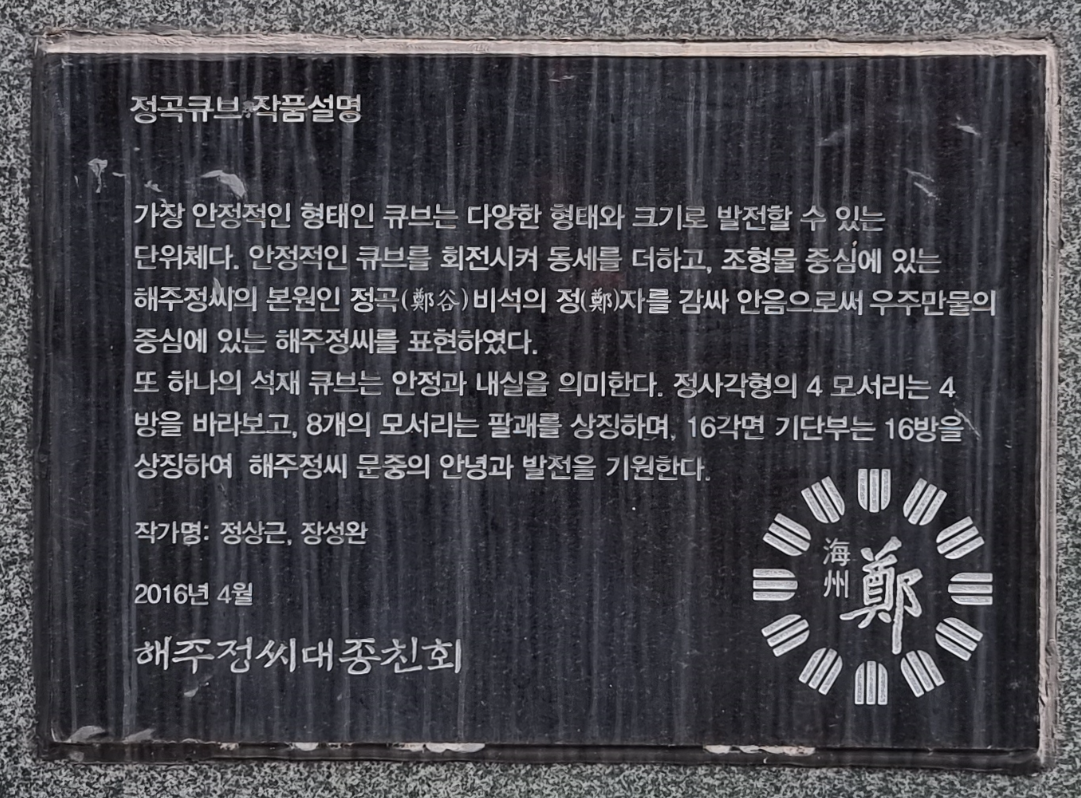 정곡큐브 작품설명
가장 안정적인 형태인 큐브는 다양한 형태와 크기로 발전할 수 있는
단위체다. 안정적인 큐브를 회전시켜 동세를 더하고, 조형물 중심에 있는
해주정씨의 본원인 정곡(鄭谷)비석의 정(鄭)자를 감싸 안음으로써 우주만물의
중심에 있는 해주정씨를 표현하였다.
또 하나의 석재 큐브는 안정과 내실을 의미한다. 정사각형의 4 모서리는 4
방을 바라보고, 8개의 모서리는 팔괘를 상징하며, 16각면 기단부는 16방을
상징하여 해주정씨 문중의 안녕과 발전을 기원한다.
작가명: 정상근, 장성완
2016년 4월
해주정씨대종친회
海州
鄭